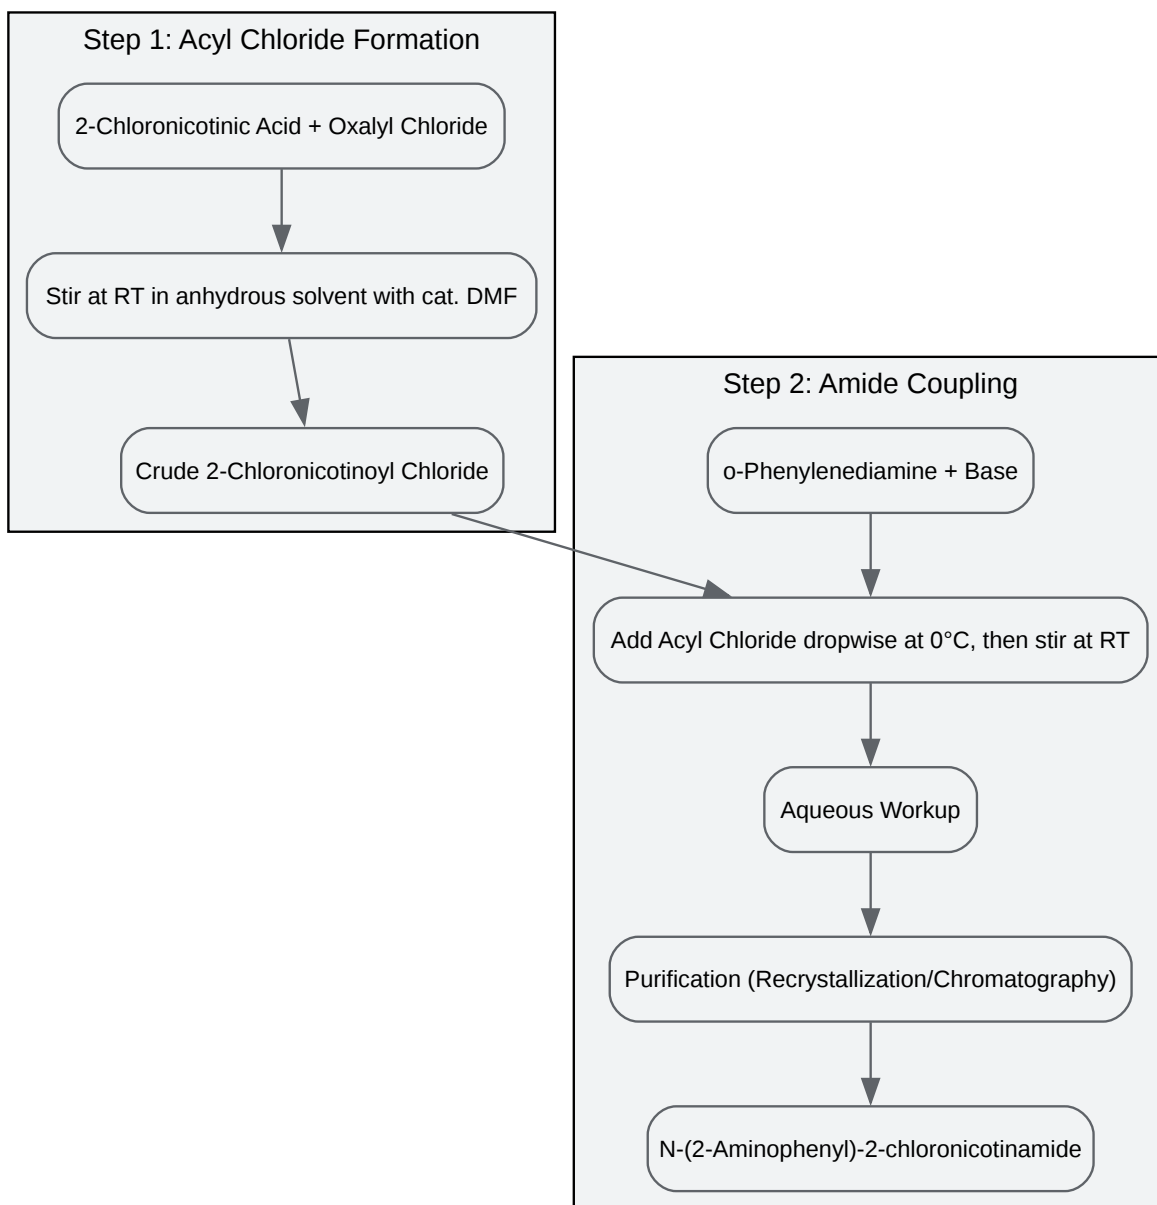 Step 1: Acyl Chloride Formation
2-Chloronicotinic Acid + Oxalyl Chloride
Stir at RT in anhydrous solvent with cat. DMF
Crude 2-Chloronicotinoyl Chloride
Step 2: Amide Coupling
o-Phenylenediamine + Base
Add Acyl Chloride dropwise at 0°C, then stir at RT
Aqueous Workup
Purification (Recrystallization/Chromatography)
N-(2-Aminophenyl)-2-chloronicotinamide